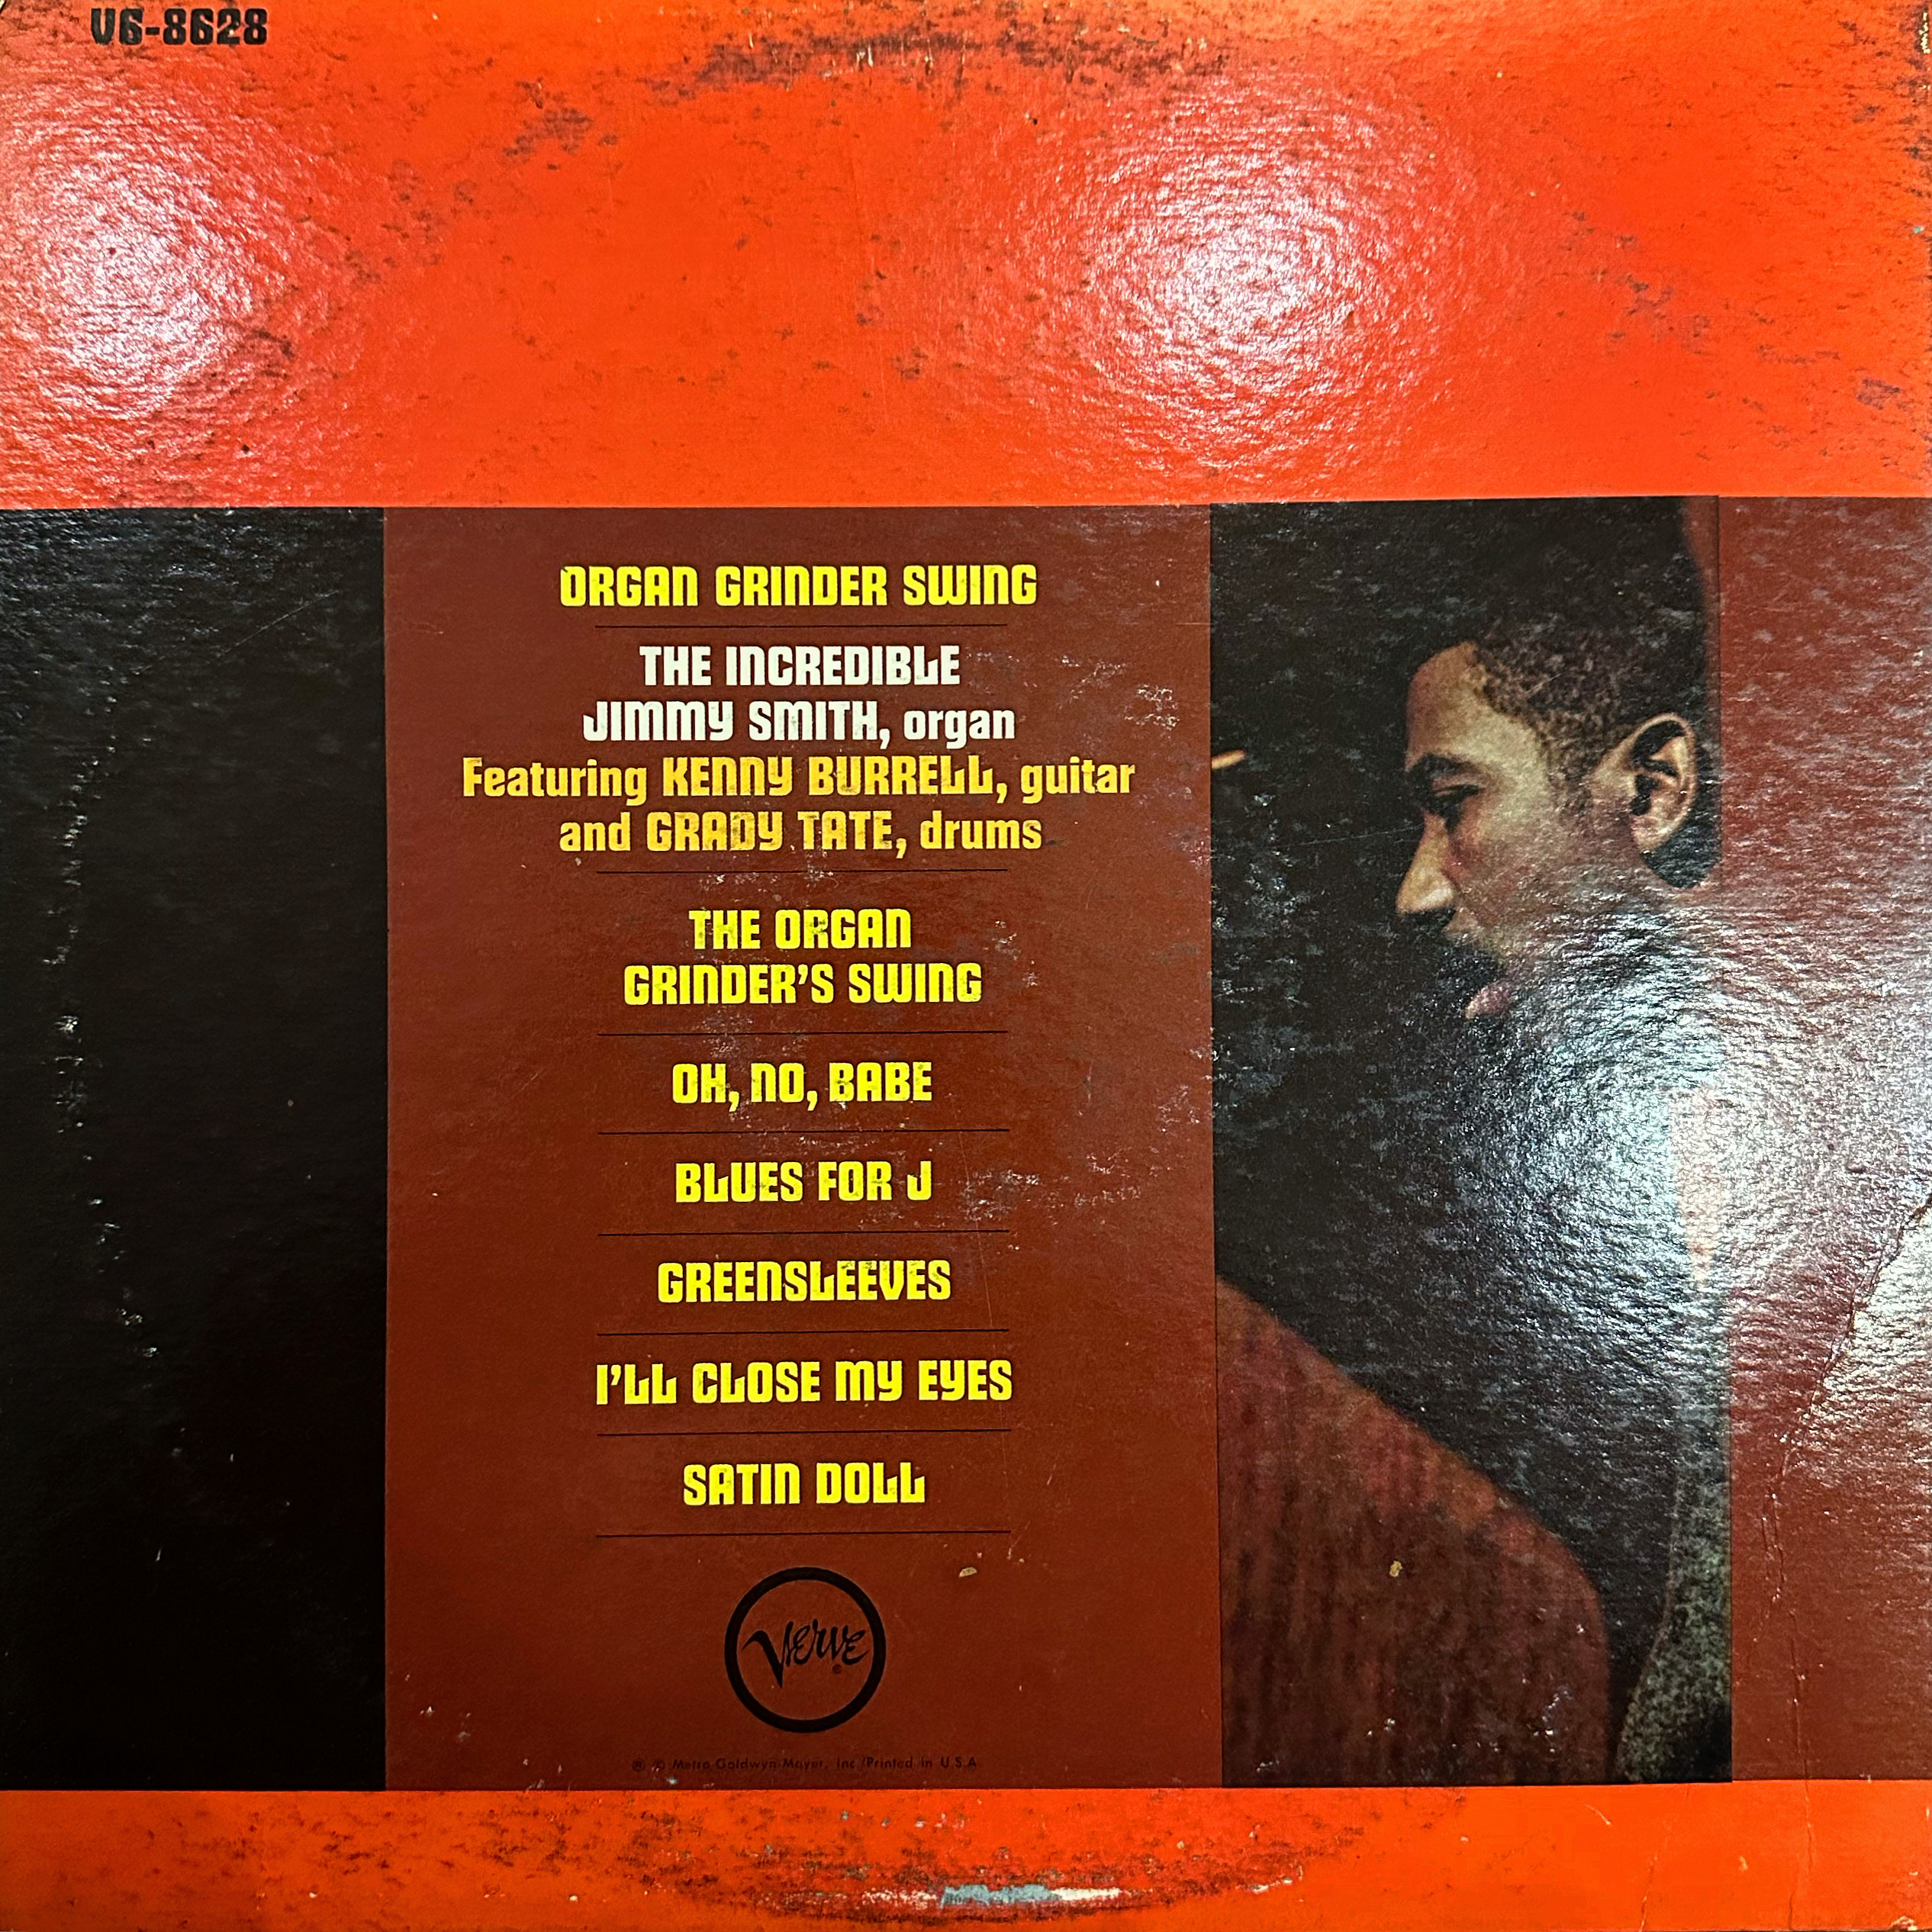 V6-8628
ORGAN GRINDER SWING
THE INCREDIBLE
JIMMY SMITH, organ
Featuring KENNY BURRELL, guitar
and GRADY TATE, drums
THE ORGAN
GRINDER'S SWING
OH, NO, BABE
BLUES FOR J
GREENSLEEVES
I'LL CLOSE MY EYES
SATIN DOLL
Verve®
℗ © Metro-Goldwyn-Mayer, Inc./Printed in U.S.A.